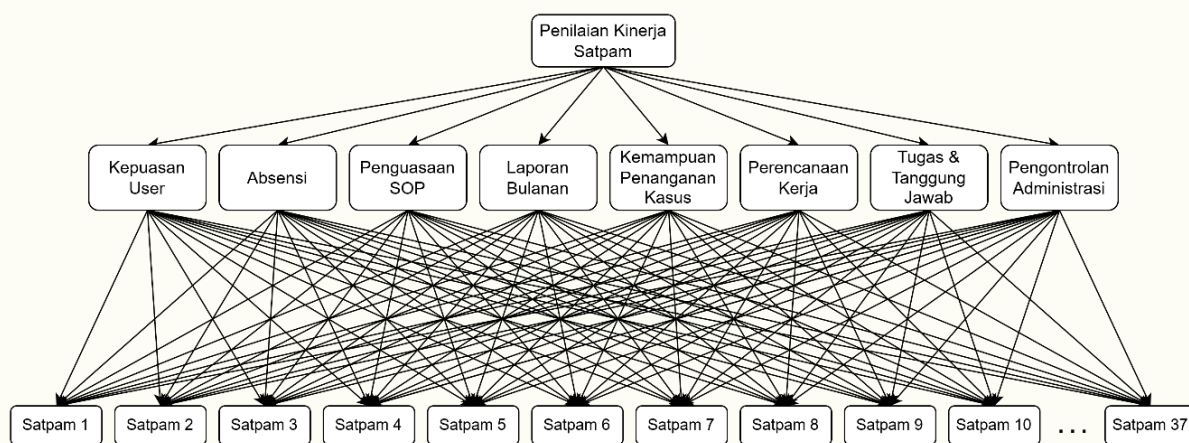 Penilaian Kinerja
Satpam
Kepuasan
User
Absensi
Penguasaan
SOP
Laporan
Bulanan
Kemampuan
Penanganan
Kasus
Perencanaan
Kerja
Tugas &
Tanggung
Jawab
Pengontrolan
Administrasi
Satpam 1
Satpam 2
Satpam 3
Satpam 4
Satpam 5
Satpam 6
Satpam 7
Satpam 8
Satpam 9
Satpam 10
...
Satpam 37